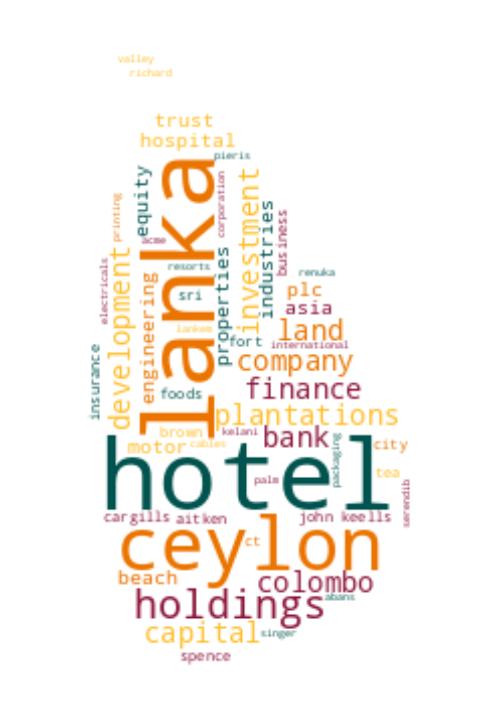 valley
richard
trust
hospital
pieris
lanka
equity
corporation
investment
printing
acme
industries
business
development
electricals
resorts
properties
renuka
engineering
sri
plc
asia
lankem
fort
land
international
company
insurance
foods
finance
plantations
brown
kelani
bank
motor
cables
city
packaging
hotel
palm
tea
serendib
cargills
aitken
john keells
ceylon
ct
beach
colombo
holdings
abans
capital
singer
spence